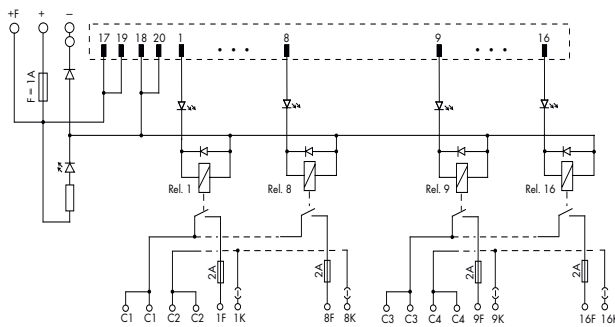 +F + −
17 19 18 20 1 ... 8 9 ... 16
F = 1A
Rel. 1 Rel. 8 Rel. 9 Rel. 16
2A 2A 2A 2A
C1 C1 C2 C2 1F 1K 8F 8K C3 C3 C4 C4 9F 9K 16F 16K